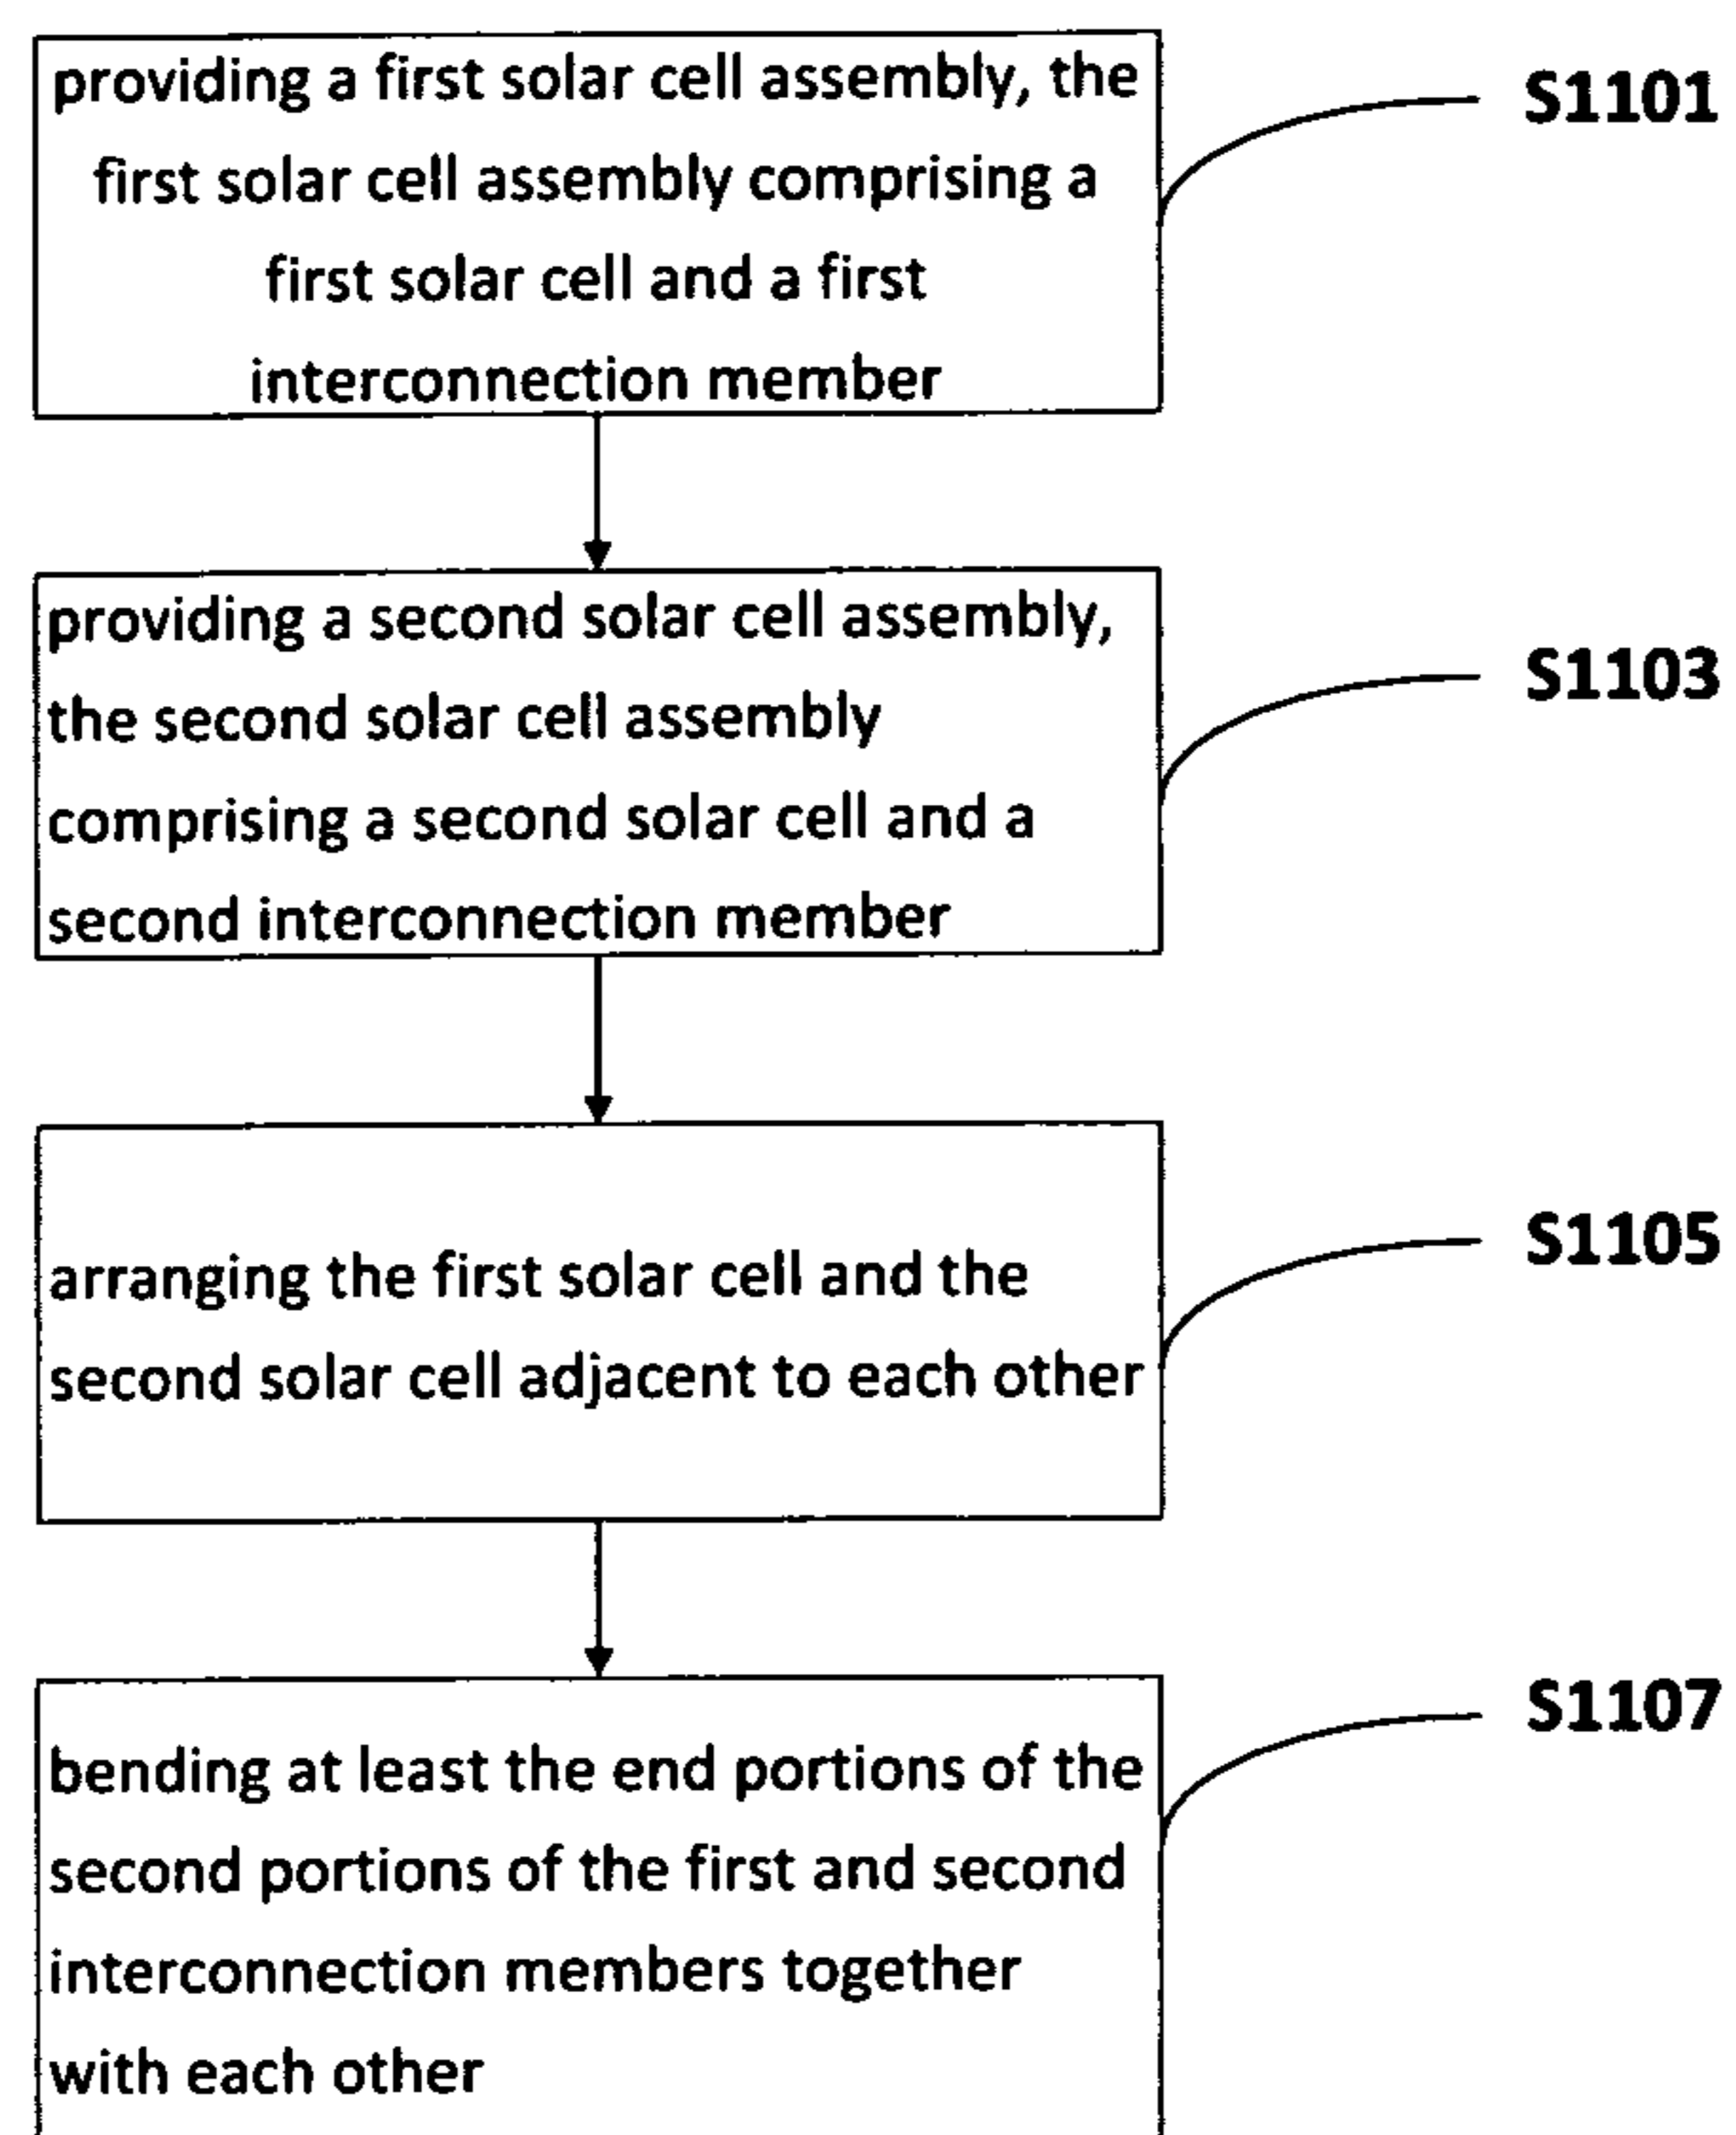 providing a first solar cell assembly, the
first solar cell assembly comprising a
first solar cell and a first
interconnection member
S1101
providing a second solar cell assembly,
the second solar cell assembly
comprising a second solar cell and a
second interconnection member
S1103
arranging the first solar cell and the
second solar cell adjacent to each other
S1105
bending at least the end portions of the
second portions of the first and second
interconnection members together
with each other
S1107